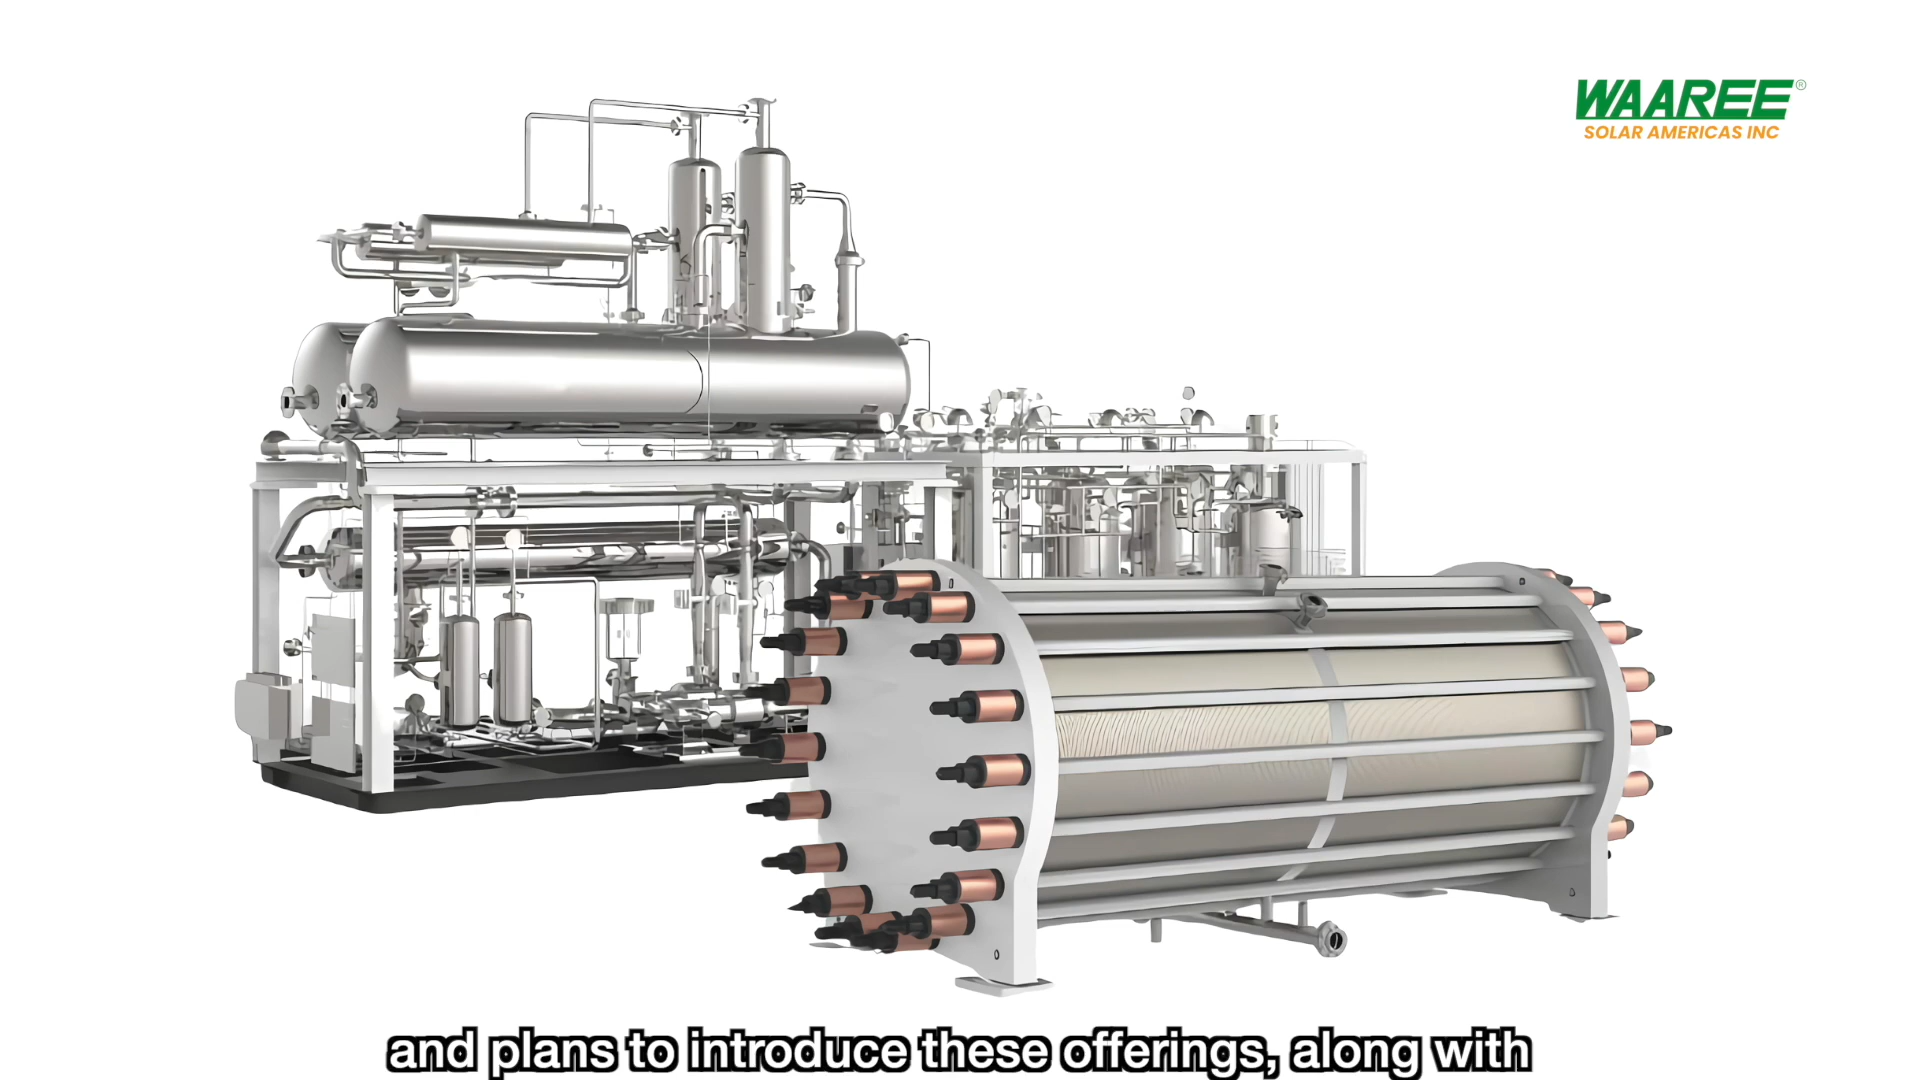 WAAREE®
SOLAR AMERICAS INC
and plans to introduce these offerings, along with